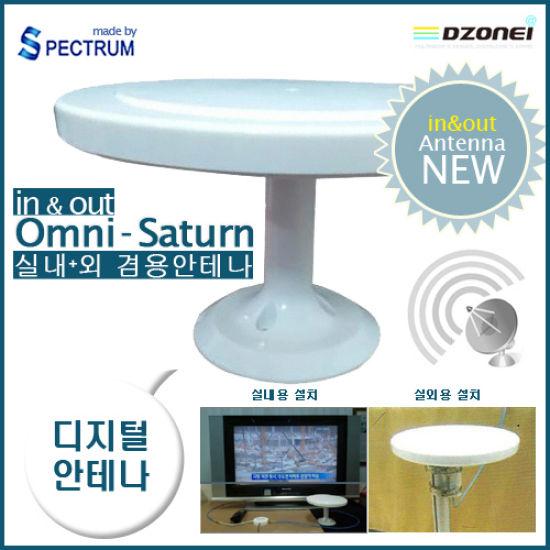 made by
SPECTRUM
DZONEI
in&out
Antenna
NEW
in & out
Omni-Saturn
실내+외 겸용안테나
실내용 설치
실외용 설치
디지털
안테나